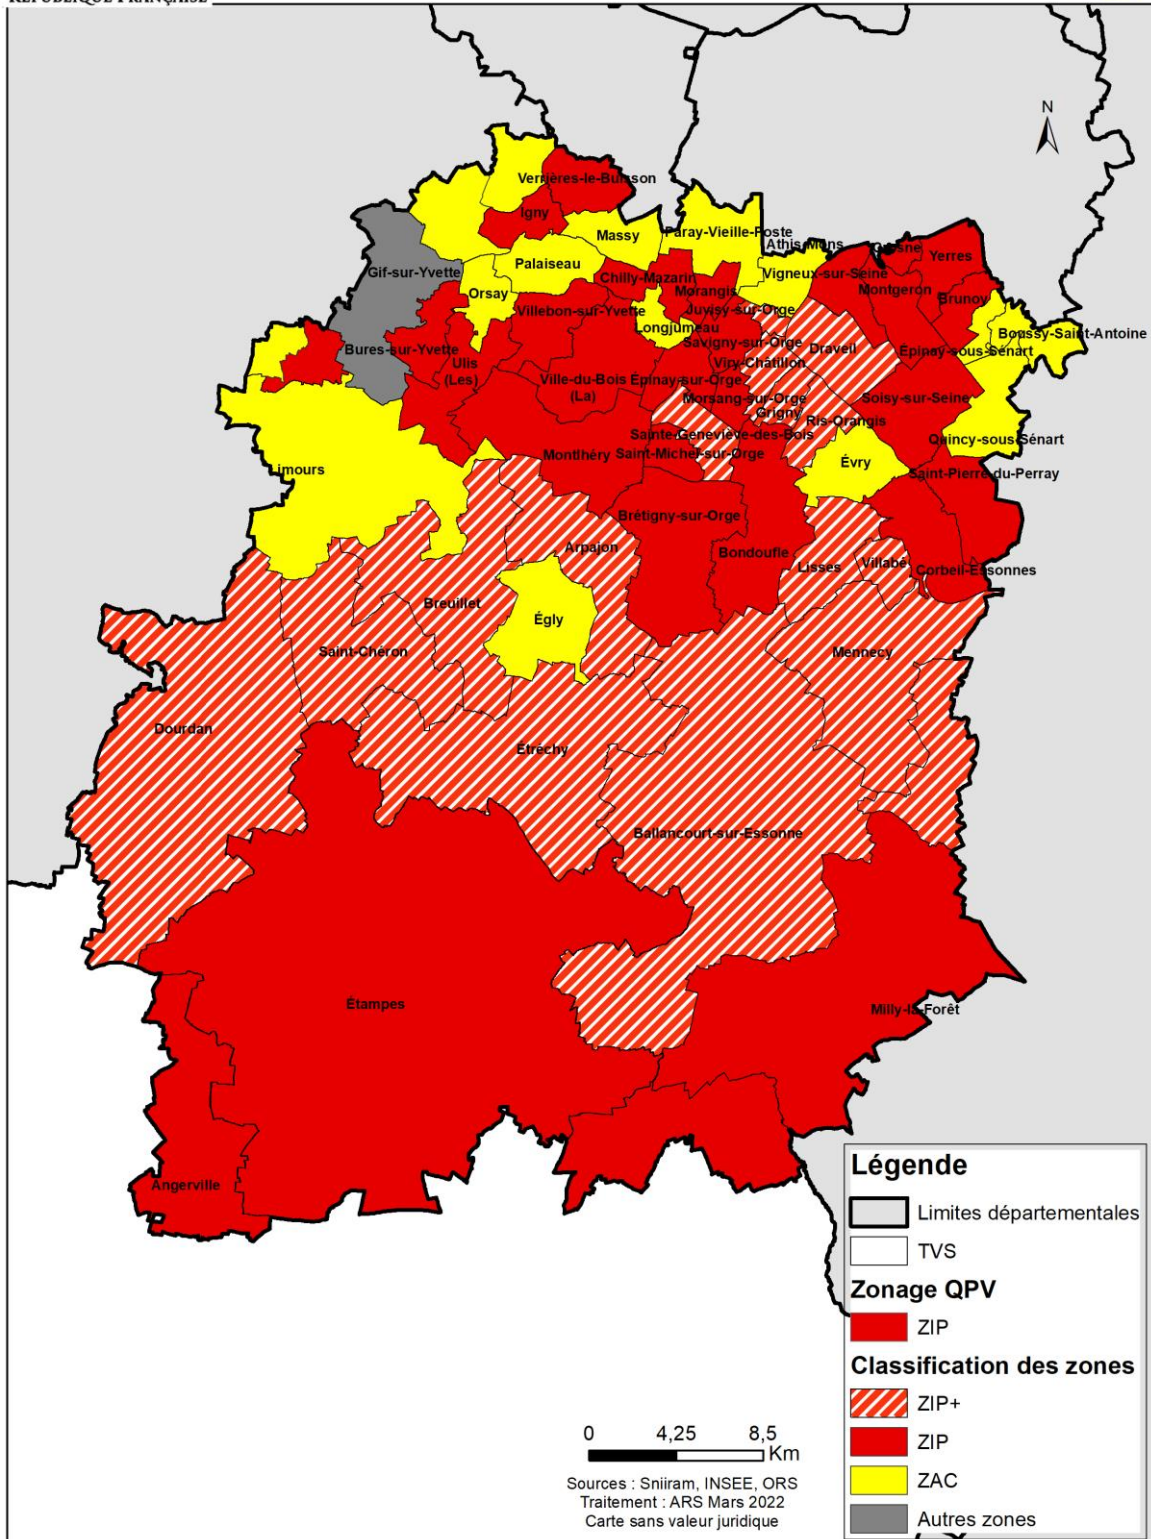 RÉPUBLIQUE FRANÇAISE
N
Verrières-le-Buisson
Igny
Massy
Paray-Vieille-Poste
Athis-Mons
Crosne
Yerres
Gif-sur-Yvette
Palaiseau
Chilly-Mazarin
Vigneux-sur-Seine
Montgeron
Brunoy
Orsay
Morangis
Villebon-sur-Yvette
Juvisy-sur-Orge
Longjumeau
Boussy-Saint-Antoine
Bures-sur-Yvette
Savigny-sur-Orge
Draveil
Épinay-sous-Sénart
Ulis
(Les)
Viry-Châtillon
Ville-du-Bois
(La)
Épinay-sur-Orge
Morsang-sur-Orge
Soisy-sur-Seine
Grigny
Ris-Orangis
Sainte-Geneviève-des-Bois
Quincy-sous-Sénart
Limours
Montlhéry
Saint-Michel-sur-Orge
Évry
Saint-Pierre-du-Perray
Brétigny-sur-Orge
Arpajon
Bondoufle
Lisses
Villabé
Corbeil-Essonnes
Breuillet
Égly
Saint-Chéron
Mennecy
Dourdan
Étréchy
Ballancourt-sur-Essonne
Étampes
Milly-la-Forêt
Angerville
Légende
Limites départementales
TVS
Zonage QPV
ZIP
Classification des zones
ZIP+
ZIP
ZAC
Autres zones
0 4,25 8,5
Km
Sources : Sniiram, INSEE, ORS
Traitement : ARS Mars 2022
Carte sans valeur juridique